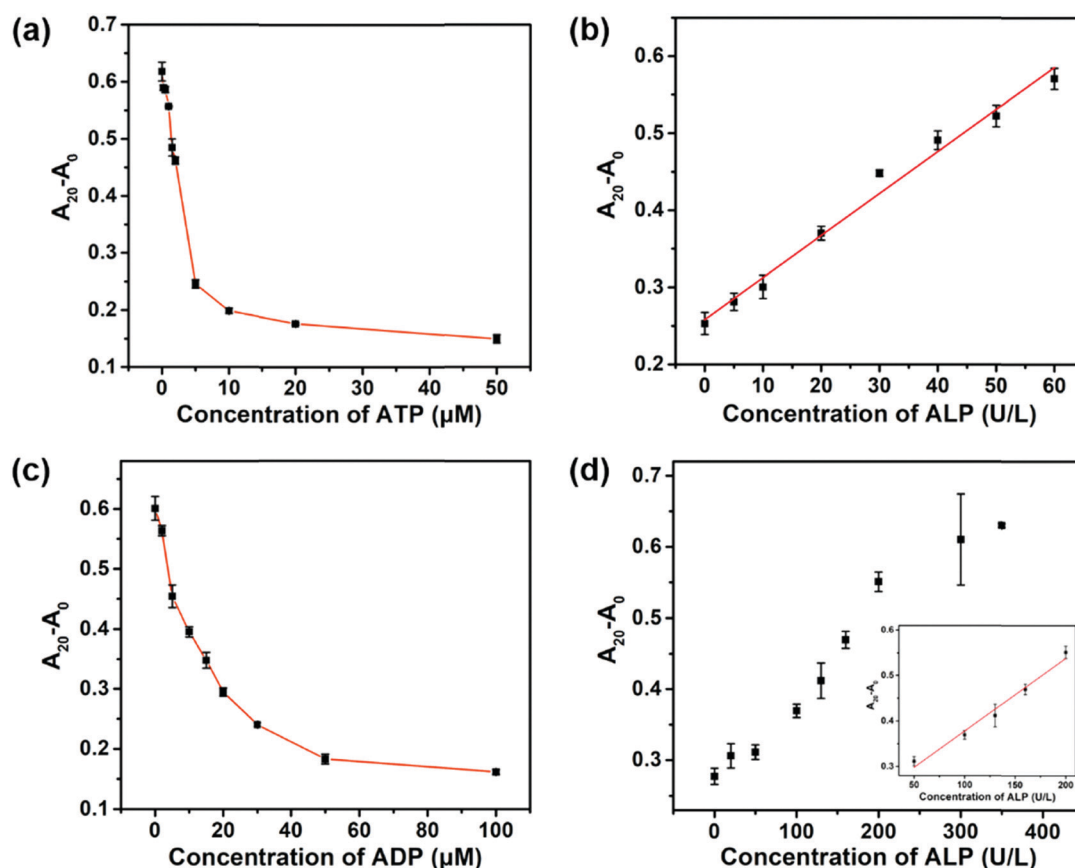 (a)
0.6
0.5
0.4
0.3
0.2
0.1
A₂₀-A₀
0 10 20 30 40 50
Concentration of ATP (µM)
(b)
0.6
0.5
0.4
0.3
0.2
A₂₀-A₀
0 10 20 30 40 50 60
Concentration of ALP (U/L)
(c)
0.6
0.5
0.4
0.3
0.2
0.1
A₂₀-A₀
0 20 40 60 80 100
Concentration of ADP (µM)
(d)
0.7
0.6
0.5
0.4
0.3
A₂₀-A₀
0 100 200 300 400
Concentration of ALP (U/L)
0.6
0.5
0.4
0.3
A₂₀-A₀
50 100 150 200
Concentration of ALP (U/L)